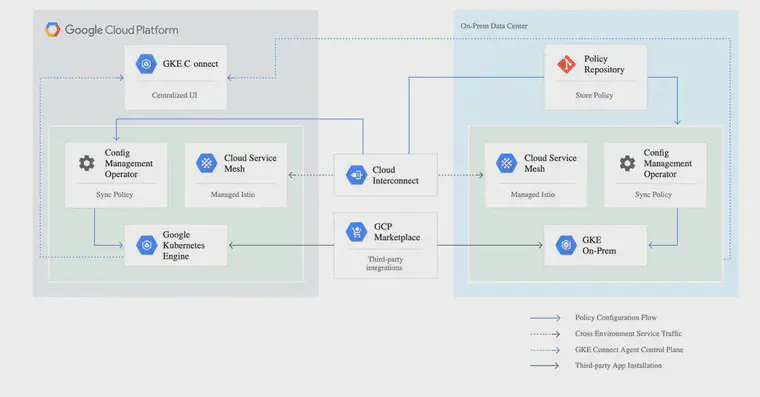 Google Cloud Platform
On-Prem Data Center
GKE Connect
Centralized UI
Policy
Repository
Store Policy
Config
Management
Operator
Sync Policy
Cloud Service
Mesh
Managed Istio
Cloud
Interconnect
Cloud Service
Mesh
Managed Istio
Config
Management
Operator
Sync Policy
Google
Kubernetes
Engine
GCP
Marketplace
Third-party
integrations
GKE
On-Prem
Policy Configuration Flow
Cross Environment Service Traffic
GKE Connect Agent Control Plane
Third-party App Installation